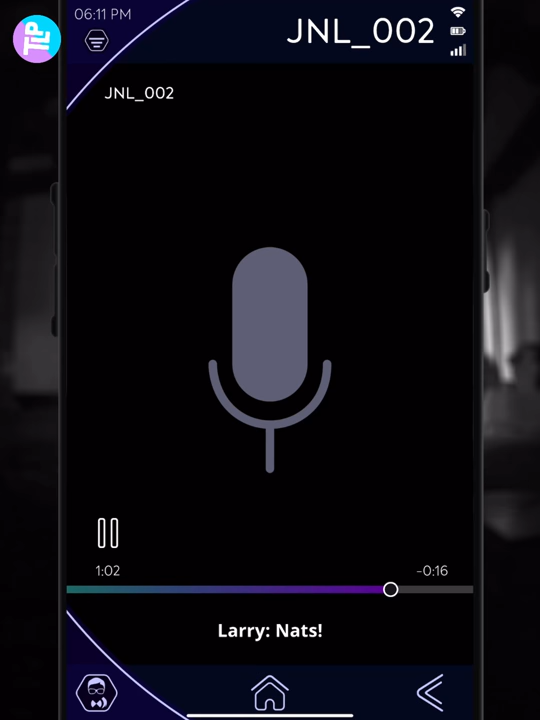 TLP
06:11 PM
JNL_002
JNL_002
1:02
-0:16
Larry: Nats!